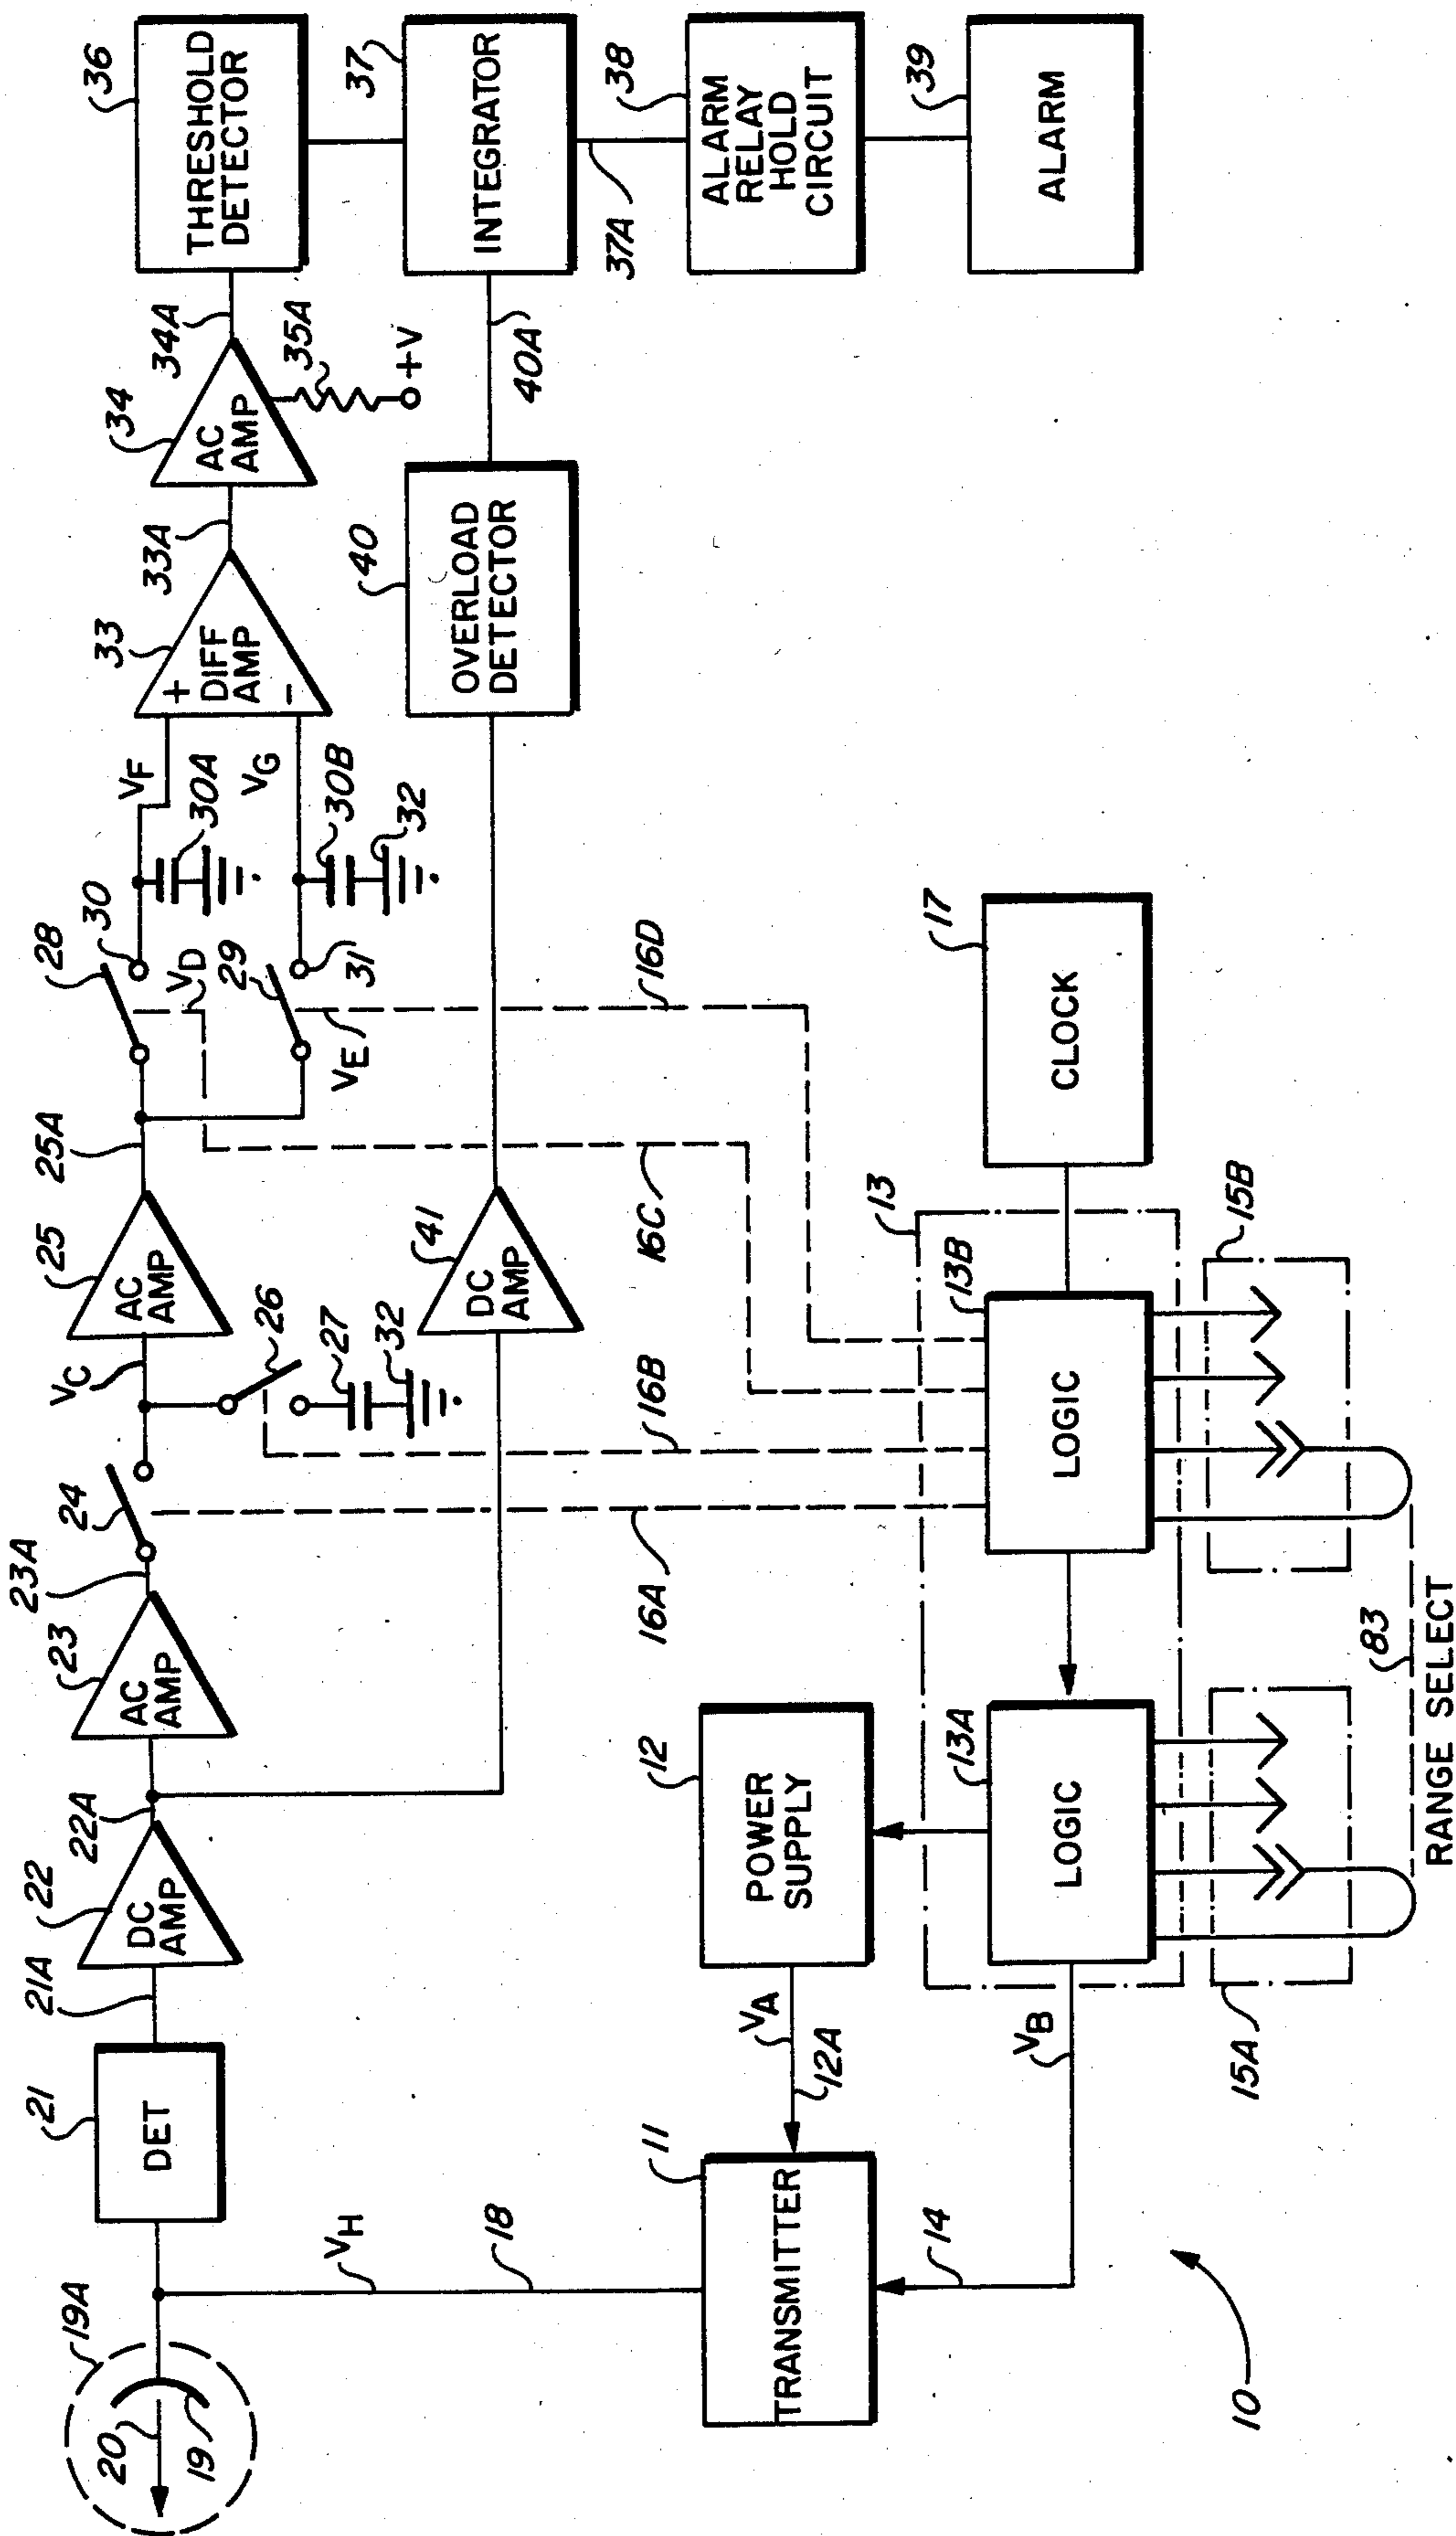 19A
20
19
21
DET
21A
22
DC
AMP
22A
23
AC
AMP
23A
24
VC
25
AC
AMP
25A
26
27
32
28
30
VD
29
VE
31
VF
30A
VG
30B
32
33
+
DIFF
AMP
−
33A
34
AC
AMP
34A
35A
+V
36
THRESHOLD
DETECTOR
37
INTEGRATOR
37A
38
ALARM
RELAY
HOLD
CIRCUIT
39
ALARM
40
OVERLOAD
DETECTOR
40A
41
DC
AMP
VH
18
11
TRANSMITTER
VA
12A
12
POWER
SUPPLY
16A
16B
16C
16D
14
VB
13A
LOGIC
13
13B
LOGIC
17
CLOCK
15A
15B
83
RANGE SELECT
10